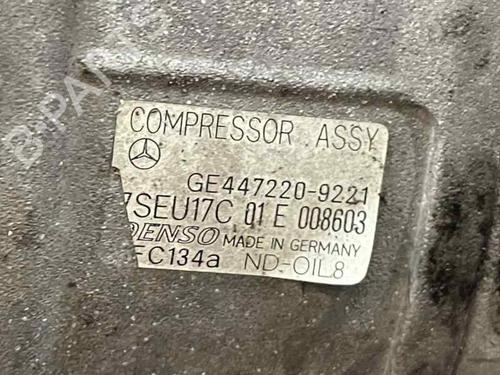 B-PARTS
COMPRESSOR ASSY
GE447220-9221
7SEU17C 01 E 008603
DENSO MADE IN GERMANY
FC134a ND-OIL8